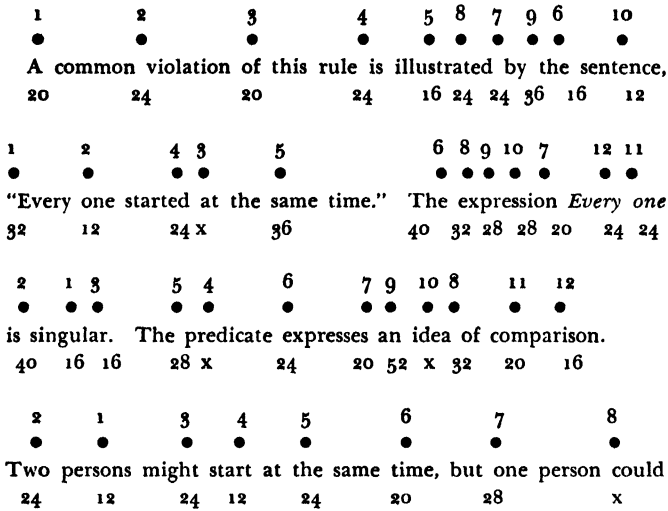 1 2 3 4 5 8 7 9 6 10
A common violation of this rule is illustrated by the sentence,
20 24 20 24 16 24 24 36 16 12
1 2 4 3 5 6 8 9 10 7 12 11
"Every one started at the same time." The expression Every one
32 12 24 x 36 40 32 28 28 20 24 24
2 1 3 5 4 6 7 9 10 8 11 12
is singular. The predicate expresses an idea of comparison.
40 16 16 28 x 24 20 52 x 32 20 16
2 1 3 4 5 6 7 8
Two persons might start at the same time, but one person could
24 12 24 12 24 20 28 x